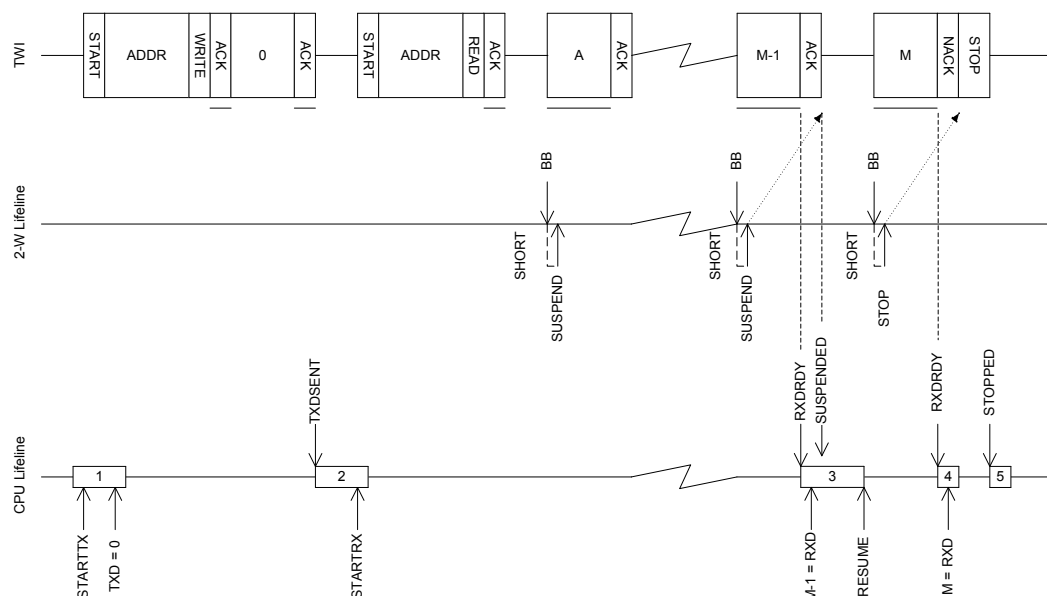 TWI
START
ADDR
WRITE
ACK
0
ACK
START
ADDR
READ
ACK
A
ACK
M-1
ACK
M
NACK
STOP
2-W Lifeline
BB
SHORT
SUSPEND
BB
SHORT
SUSPEND
BB
SHORT
STOP
CPU Lifeline
TXDSENT
RXDRDY
SUSPENDED
RXDRDY
STOPPED
1
2
3
4
5
STARTTX
TXD = 0
STARTRX
M-1 = RXD
RESUME
M = RXD